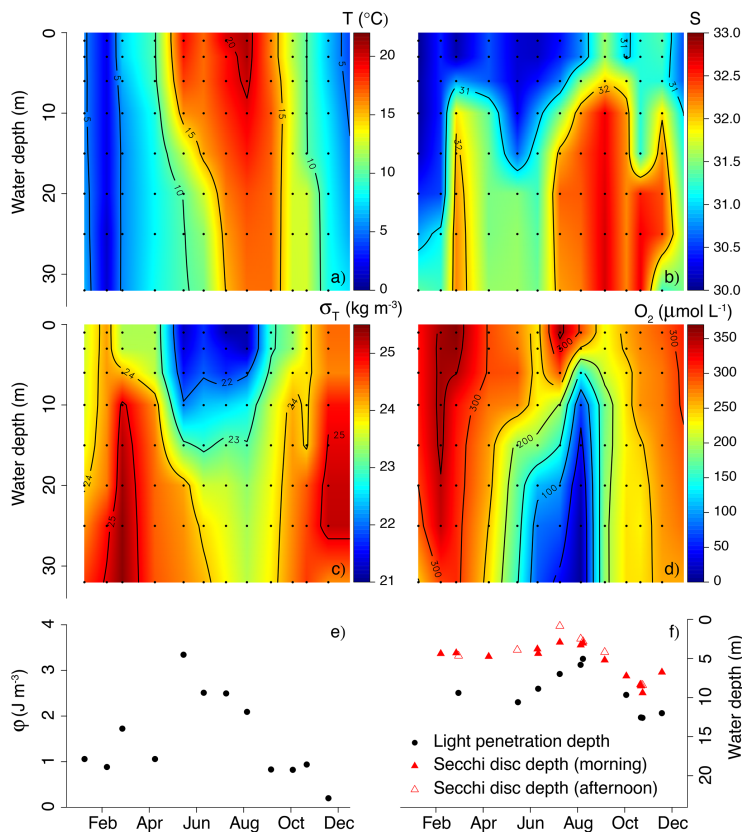 T (°C)
S
0
10
20
30
Water depth (m)
5
5
5
10
10
15
15
20
a)
20
15
10
5
0
31
31
31
32
32
b)
33.0
32.5
32.0
31.5
31.0
30.5
30.0
σT (kg m-3)
O2 (μmol L-1)
0
10
20
30
Water depth (m)
24
24
24
22
23
25
25
c)
25
24
23
22
21
300
300
300
300
200
100
d)
350
300
250
200
150
100
50
0
4
3
2
1
0
φ (J m-3)
e)
Feb
Apr
Jun
Aug
Oct
Dec
f)
0
5
10
15
20
Water depth (m)
Light penetration depth
Secchi disc depth (morning)
Secchi disc depth (afternoon)
Feb
Apr
Jun
Aug
Oct
Dec